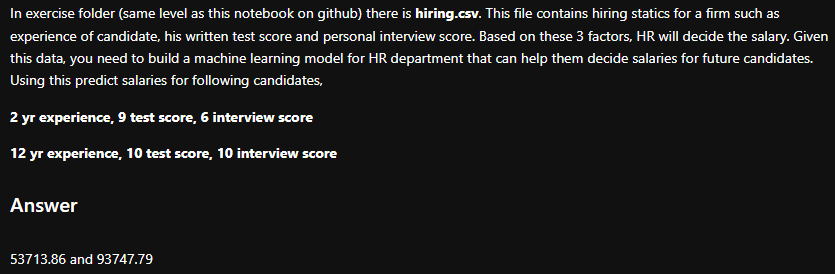 In exercise folder (same level as this notebook on github) there is hiring.csv. This file contains hiring statics for a firm such as
experience of candidate, his written test score and personal interview score. Based on these 3 factors, HR will decide the salary. Given
this data, you need to build a machine learning model for HR department that can help them decide salaries for future candidates.
Using this predict salaries for following candidates,
2 yr experience, 9 test score, 6 interview score
12 yr experience, 10 test score, 10 interview score
Answer
53713.86 and 93747.79